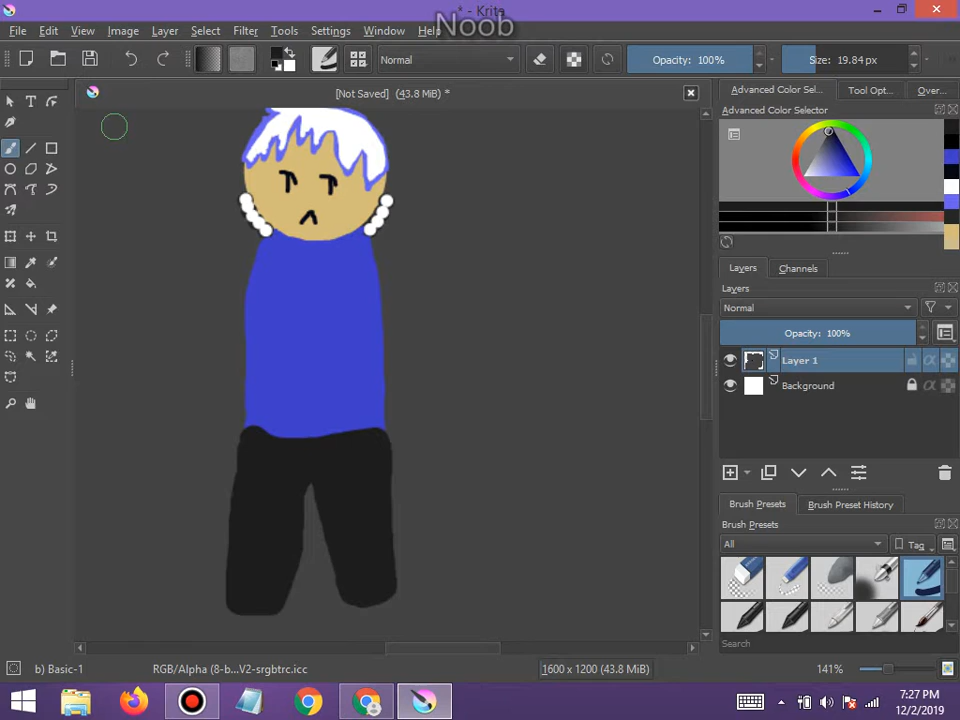 * - Krita
Noob
File Edit View Image Layer Select Filter Tools Settings Window Help
Normal Opacity: 100% Size: 19.84 px
[Not Saved] (43.8 MiB) *
Advanced Color Sel... Tool Opt... Over...
Advanced Color Selector
Layers Channels
Layers
Normal
Opacity: 100%
Layer 1
Background
Brush Presets Brush Preset History
Brush Presets
All Tag
Search
b) Basic-1 RGB/Alpha (8-b...V2-srgbtrc.icc 1600 x 1200 (43.8 MiB) 141%
7:27 PM
12/2/2019